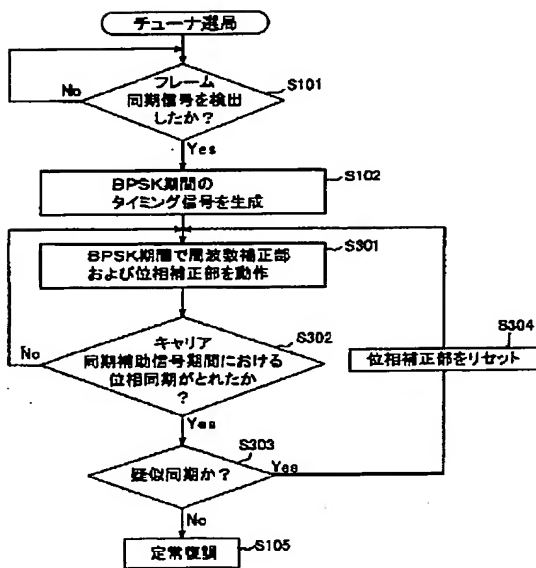 チューナ選局
フレーム
同期信号を検出
したか？
S101
No
Yes
BPSK期間の
タイミング信号を生成
S102
BPSK期間で周波数補正部
および位相補正部を動作
S301
キャリア
同期補助信号期間における
位相同期がとれたか
？
S302
No
Yes
S304
位相補正部をリセット
疑似同期か？
S303
Yes
No
定常復調
S105